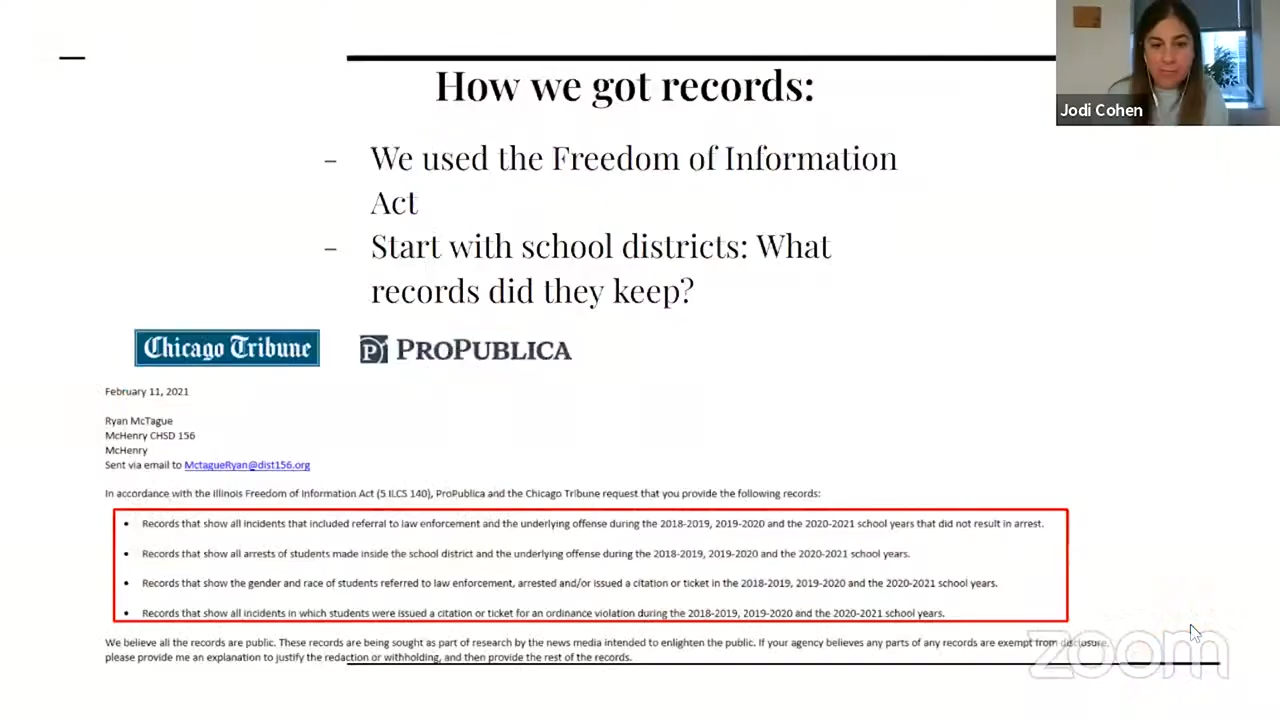 Jodi Cohen
How we got records:
– We used the Freedom of Information
Act
– Start with school districts: What
records did they keep?
Chicago Tribune
PROPUBLICA
February 11, 2021
Ryan McTague
McHenry CHSD 156
McHenry
Sent via email to MctagueRyan@dist156.org
In accordance with the Illinois Freedom of Information Act (5 ILCS 140), ProPublica and the Chicago Tribune request that you provide the following records:
• Records that show all incidents that included referral to law enforcement and the underlying offense during the 2018-2019, 2019-2020 and the 2020-2021 school years that did not result in arrest.
• Records that show all arrests of students made inside the school district and the underlying offense during the 2018-2019, 2019-2020 and the 2020-2021 school years.
• Records that show the gender and race of students referred to law enforcement, arrested and/or issued a citation or ticket in the 2018-2019, 2019-2020 and the 2020-2021 school years.
• Records that show all incidents in which students were issued a citation or ticket for an ordinance violation during the 2018-2019, 2019-2020 and the 2020-2021 school years.
We believe all the records are public. These records are being sought as part of research by the news media intended to enlighten the public. If your agency believes any parts of any records are exempt from disclosure,
please provide me an explanation to justify the redaction or withholding, and then provide the rest of the records.
zoom